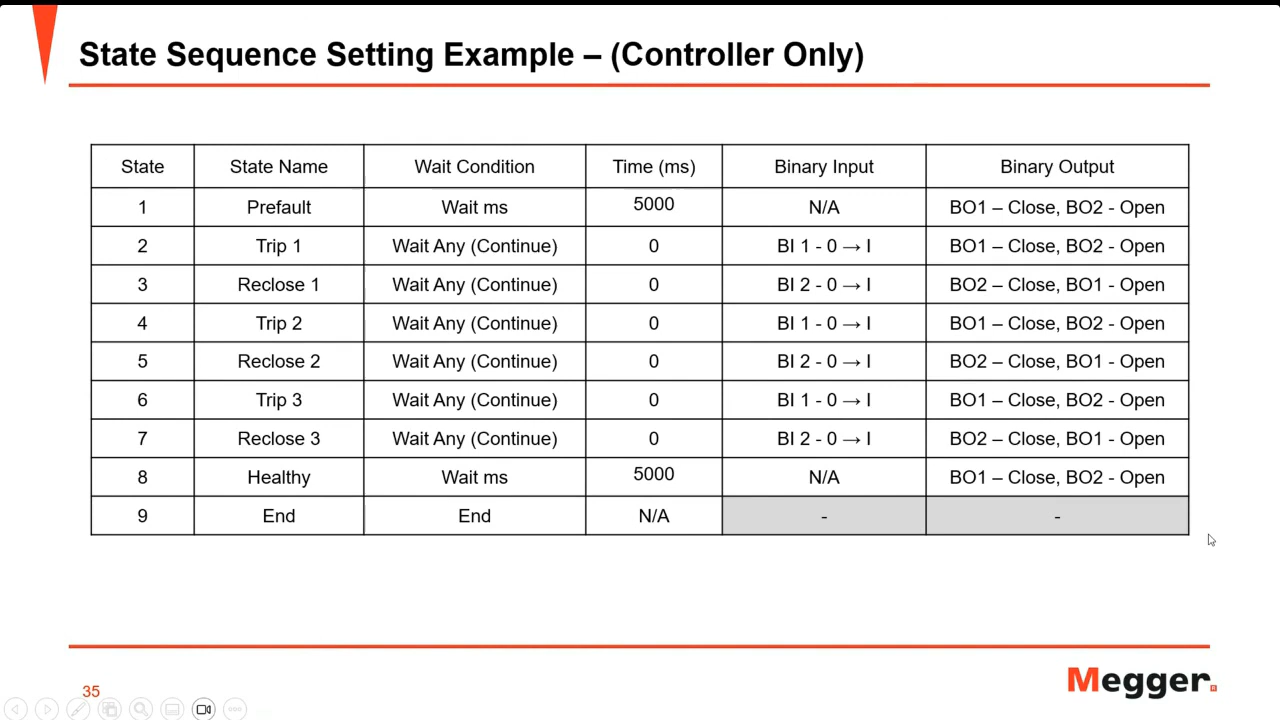 State Sequence Setting Example – (Controller Only)
State State Name Wait Condition Time (ms) Binary Input Binary Output
1 Prefault Wait ms 5000 N/A BO1 – Close, BO2 - Open
2 Trip 1 Wait Any (Continue) 0 BI 1 - 0 → I BO1 – Close, BO2 - Open
3 Reclose 1 Wait Any (Continue) 0 BI 2 - 0 → I BO2 – Close, BO1 - Open
4 Trip 2 Wait Any (Continue) 0 BI 1 - 0 → I BO1 – Close, BO2 - Open
5 Reclose 2 Wait Any (Continue) 0 BI 2 - 0 → I BO2 – Close, BO1 - Open
6 Trip 3 Wait Any (Continue) 0 BI 1 - 0 → I BO1 – Close, BO2 - Open
7 Reclose 3 Wait Any (Continue) 0 BI 2 - 0 → I BO2 – Close, BO1 - Open
8 Healthy Wait ms 5000 N/A BO1 – Close, BO2 - Open
9 End End N/A - -
35
Megger